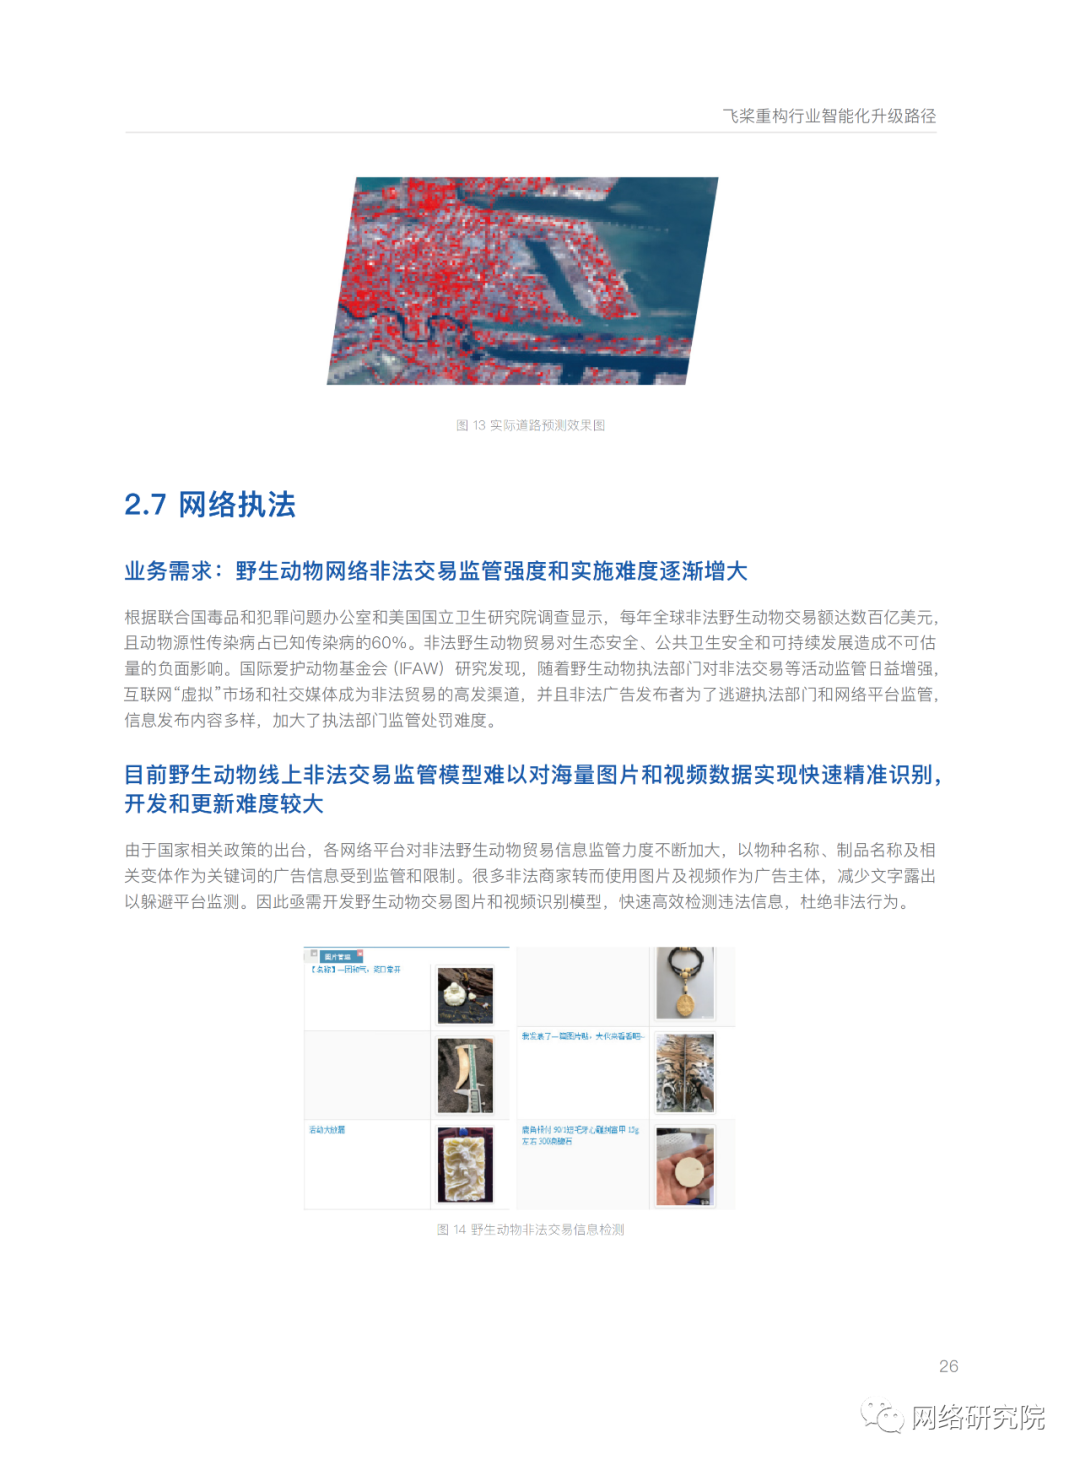 飞桨重构行业智能化升级路径
图 13 实际道路预测效果图
2.7 网络执法
业务需求：野生动物网络非法交易监管强度和实施难度逐渐增大
根据联合国毒品和犯罪问题办公室和美国国立卫生研究院调查显示，每年全球非法野生动物交易额达数百亿美元，
且动物源性传染病占已知传染病的60%。非法野生动物贸易对生态安全、公共卫生安全和可持续发展造成不可估
量的负面影响。国际爱护动物基金会（IFAW）研究发现，随着野生动物执法部门对非法交易等活动监管日益增强，
互联网“虚拟”市场和社交媒体成为非法贸易的高发渠道，并且非法广告发布者为了逃避执法部门和网络平台监管，
信息发布内容多样，加大了执法部门监管处罚难度。
目前野生动物线上非法交易监管模型难以对海量图片和视频数据实现快速精准识别，
开发和更新难度较大
由于国家相关政策的出台，各网络平台对非法野生动物贸易信息监管力度不断加大，以物种名称、制品名称及相
关变体作为关键词的广告信息受到监管和限制。很多非法商家转而使用图片及视频作为广告主体，减少文字露出
以躲避平台监测。因此亟需开发野生动物交易图片和视频识别模型，快速高效检测违法信息，杜绝非法行为。
【名称】一团和气，笑口常开
我发表了一篇图片贴，大伙来看看吧~
活动大放漏
左右 300高瓷石
图 14 野生动物非法交易信息检测
26
网络研究院